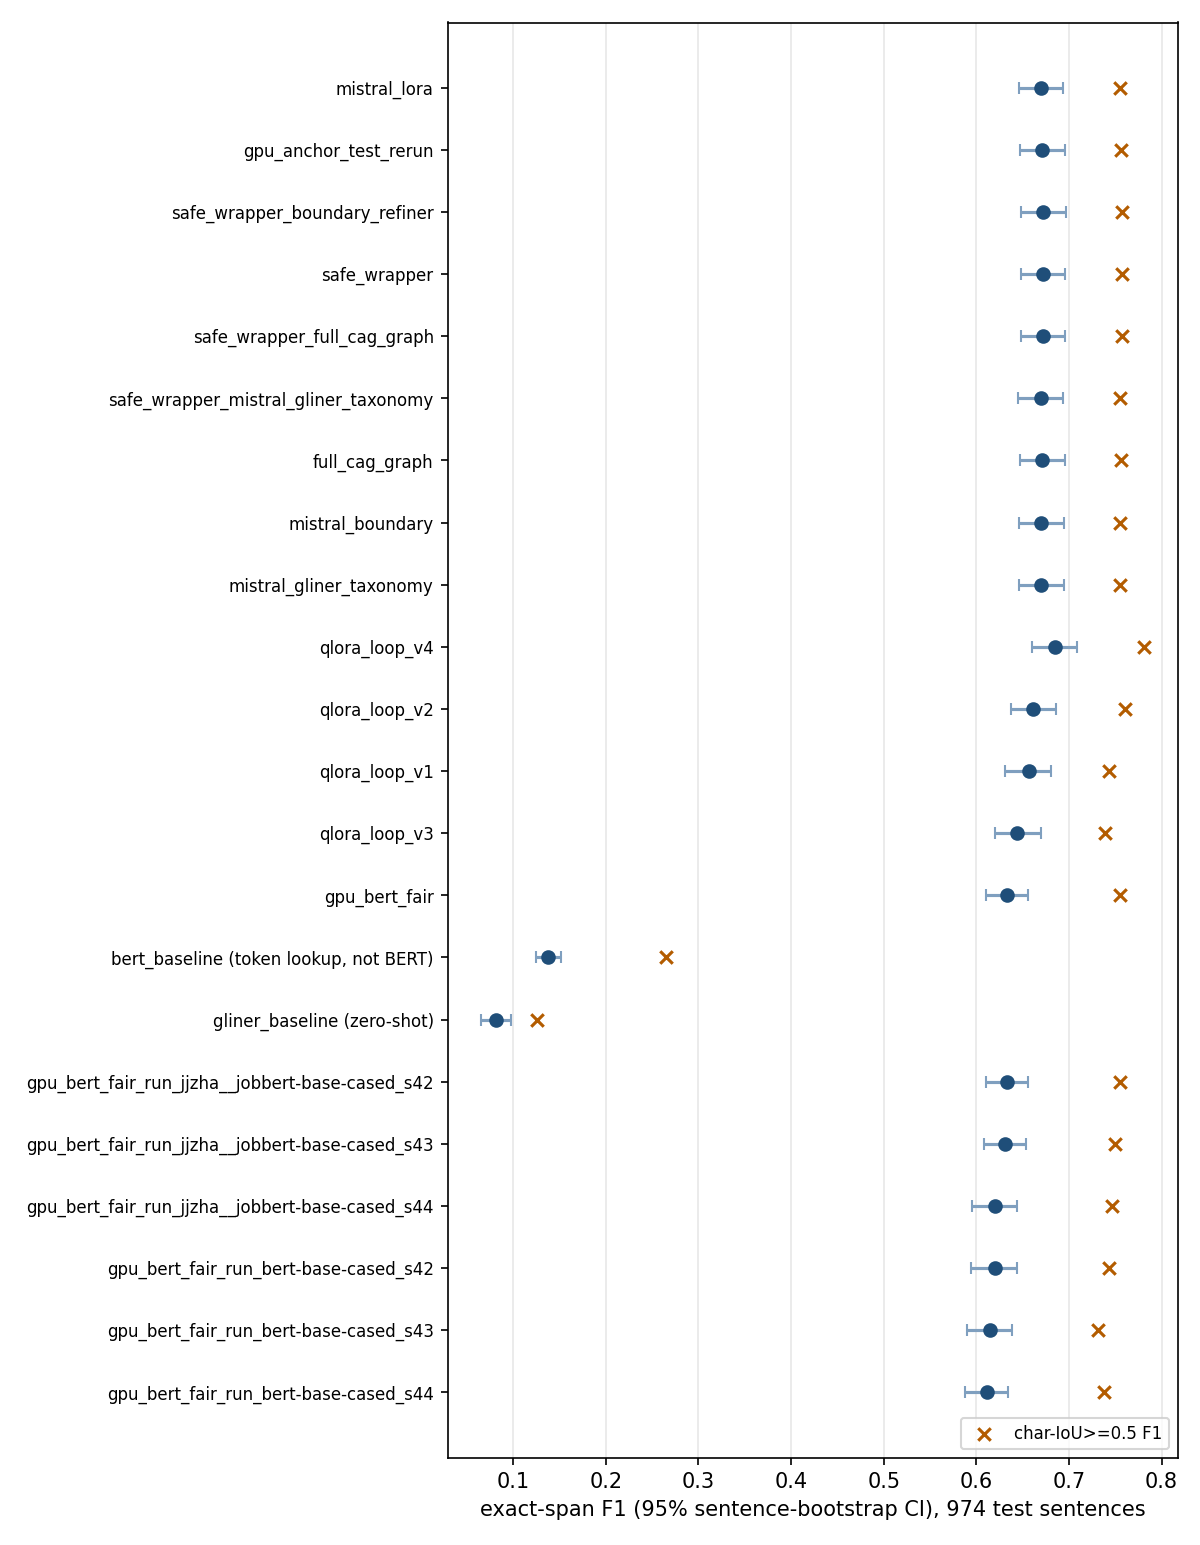 mistral_lora
gpu_anchor_test_rerun
safe_wrapper_boundary_refiner
safe_wrapper
safe_wrapper_full_cag_graph
safe_wrapper_mistral_gliner_taxonomy
full_cag_graph
mistral_boundary
mistral_gliner_taxonomy
qlora_loop_v4
qlora_loop_v2
qlora_loop_v1
qlora_loop_v3
gpu_bert_fair
bert_baseline (token lookup, not BERT)
gliner_baseline (zero-shot)
gpu_bert_fair_run_jjzha__jobbert-base-cased_s42
gpu_bert_fair_run_jjzha__jobbert-base-cased_s43
gpu_bert_fair_run_jjzha__jobbert-base-cased_s44
gpu_bert_fair_run_bert-base-cased_s42
gpu_bert_fair_run_bert-base-cased_s43
gpu_bert_fair_run_bert-base-cased_s44
char-IoU>=0.5 F1
0.1 0.2 0.3 0.4 0.5 0.6 0.7 0.8
exact-span F1 (95% sentence-bootstrap CI), 974 test sentences